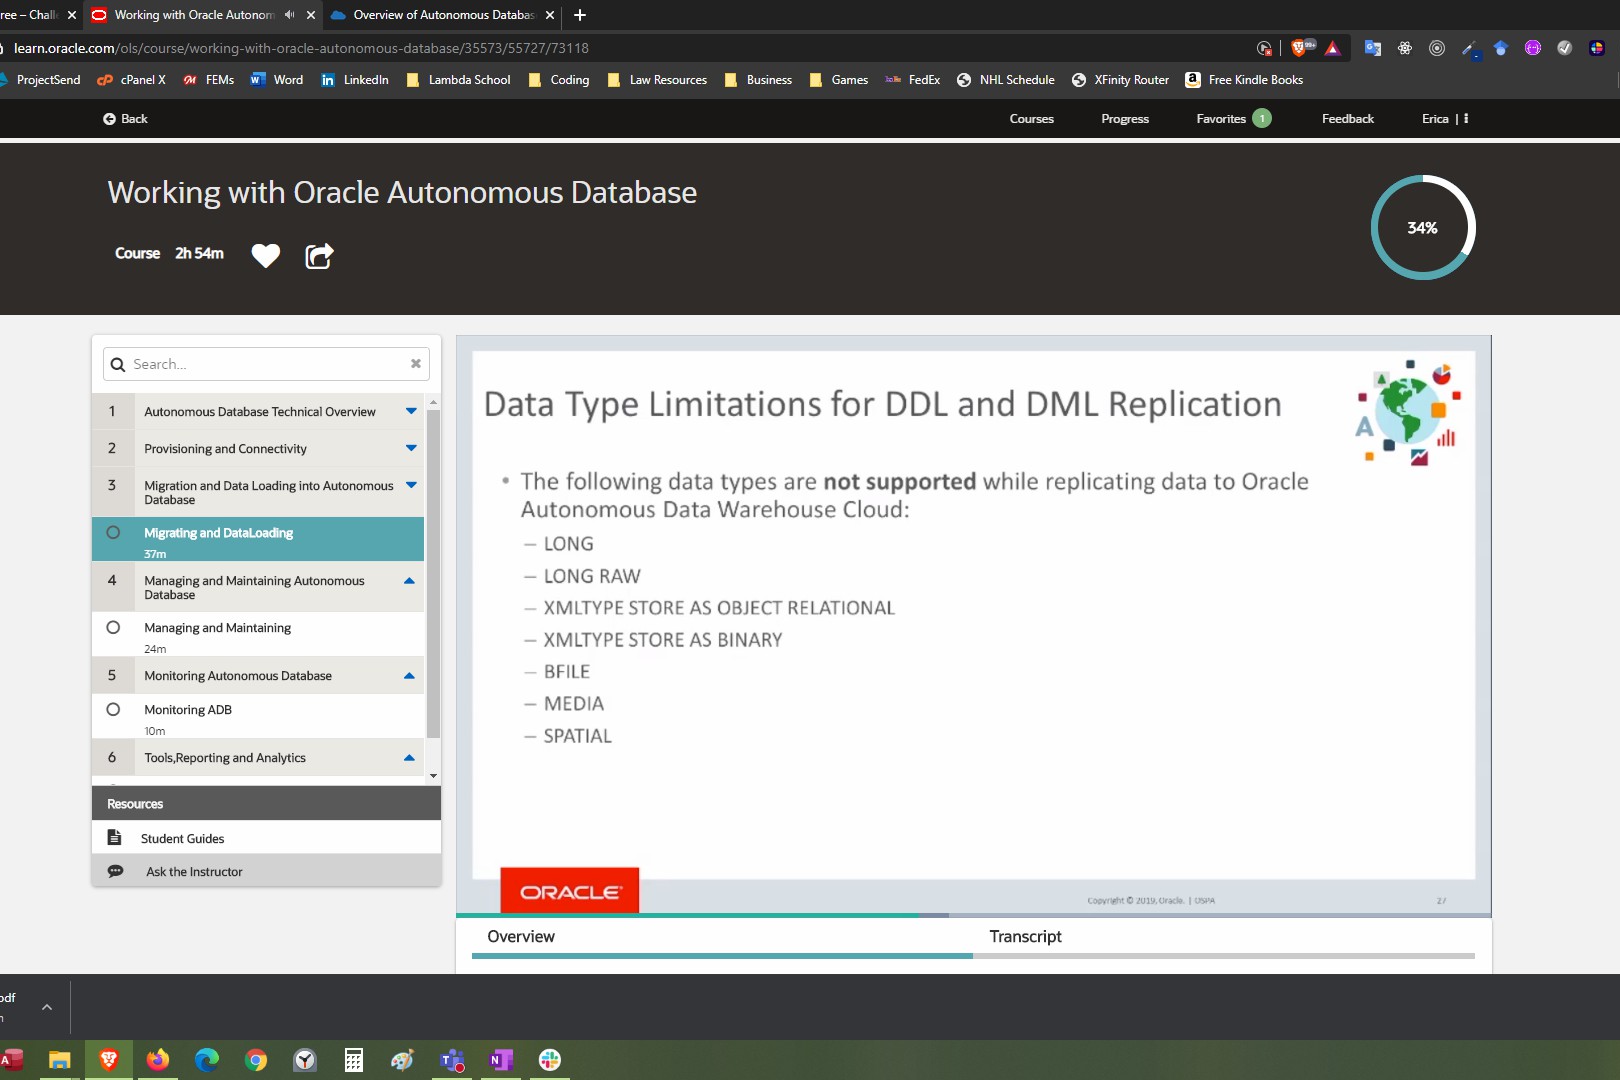 ree – Chall
Working with Oracle Autonom
Overview of Autonomous Databas
learn.oracle.com/ols/course/working-with-oracle-autonomous-database/35573/55727/73118
99+
ProjectSend
cPanel X
FEMs
Word
LinkedIn
Lambda School
Coding
Law Resources
Business
Games
FedEx
NHL Schedule
XFinity Router
Free Kindle Books
Back
Courses
Progress
Favorites 1
Feedback
Erica |
Working with Oracle Autonomous Database
Course 2h 54m
34%
Search...
1 Autonomous Database Technical Overview
2 Provisioning and Connectivity
3 Migration and Data Loading into Autonomous
Database
Migrating and DataLoading
37m
4 Managing and Maintaining Autonomous
Database
Managing and Maintaining
24m
5 Monitoring Autonomous Database
Monitoring ADB
10m
6 Tools,Reporting and Analytics
Resources
Student Guides
Ask the Instructor
Data Type Limitations for DDL and DML Replication
A
• The following data types are not supported while replicating data to Oracle
Autonomous Data Warehouse Cloud:
– LONG
– LONG RAW
– XMLTYPE STORE AS OBJECT RELATIONAL
– XMLTYPE STORE AS BINARY
– BFILE
– MEDIA
– SPATIAL
ORACLE
Copyright © 2019, Oracle. | OSPA
27
Overview
Transcript
pdf